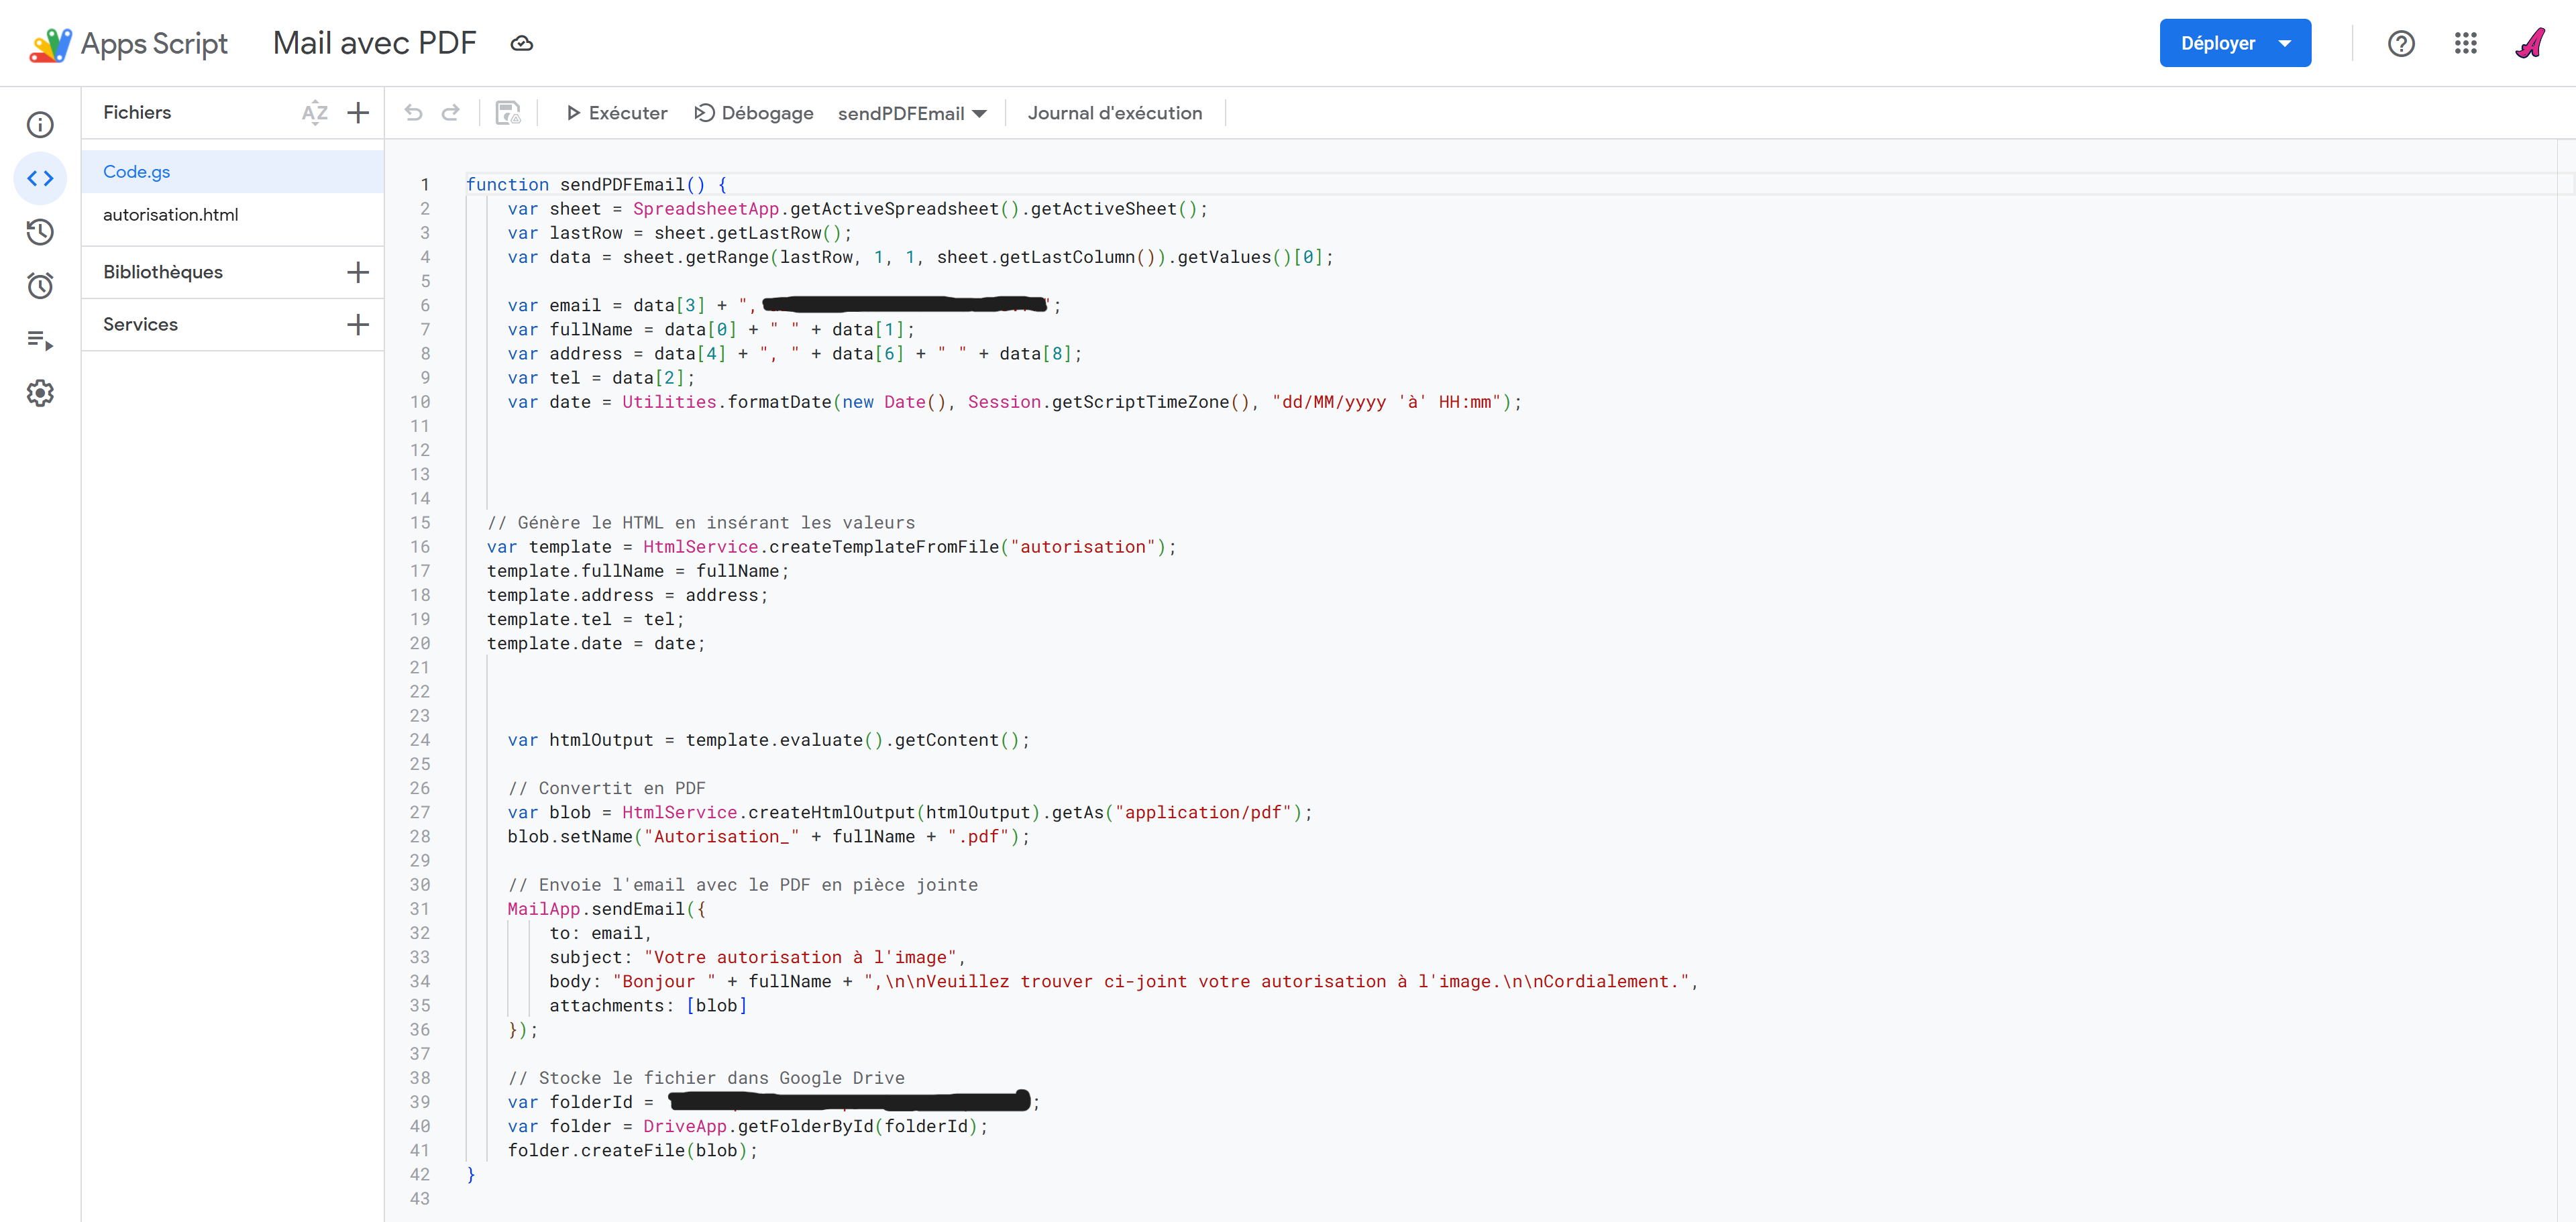 Apps Script Mail avec PDF Déployer
Fichiers
Exécuter Débogage sendPDFEmail Journal d'exécution
Code.gs
autorisation.html
Bibliothèques
Services
1 function sendPDFEmail() {
2 var sheet = SpreadsheetApp.getActiveSpreadsheet().getActiveSheet();
3 var lastRow = sheet.getLastRow();
4 var data = sheet.getRange(lastRow, 1, 1, sheet.getLastColumn()).getValues()[0];
5
6 var email = data[3] + ", ";
7 var fullName = data[0] + " " + data[1];
8 var address = data[4] + ", " + data[6] + " " + data[8];
9 var tel = data[2];
10 var date = Utilities.formatDate(new Date(), Session.getScriptTimeZone(), "dd/MM/yyyy 'à' HH:mm");
11
12
13
14
15 // Génère le HTML en insérant les valeurs
16 var template = HtmlService.createTemplateFromFile("autorisation");
17 template.fullName = fullName;
18 template.address = address;
19 template.tel = tel;
20 template.date = date;
21
22
23
24 var htmlOutput = template.evaluate().getContent();
25
26 // Convertit en PDF
27 var blob = HtmlService.createHtmlOutput(htmlOutput).getAs("application/pdf");
28 blob.setName("Autorisation_" + fullName + ".pdf");
29
30 // Envoie l'email avec le PDF en pièce jointe
31 MailApp.sendEmail({
32 to: email,
33 subject: "Votre autorisation à l'image",
34 body: "Bonjour " + fullName + ",\n\nVeuillez trouver ci-joint votre autorisation à l'image.\n\nCordialement.",
35 attachments: [blob]
36 });
37
38 // Stocke le fichier dans Google Drive
39 var folderId = ;
40 var folder = DriveApp.getFolderById(folderId);
41 folder.createFile(blob);
42 }
43